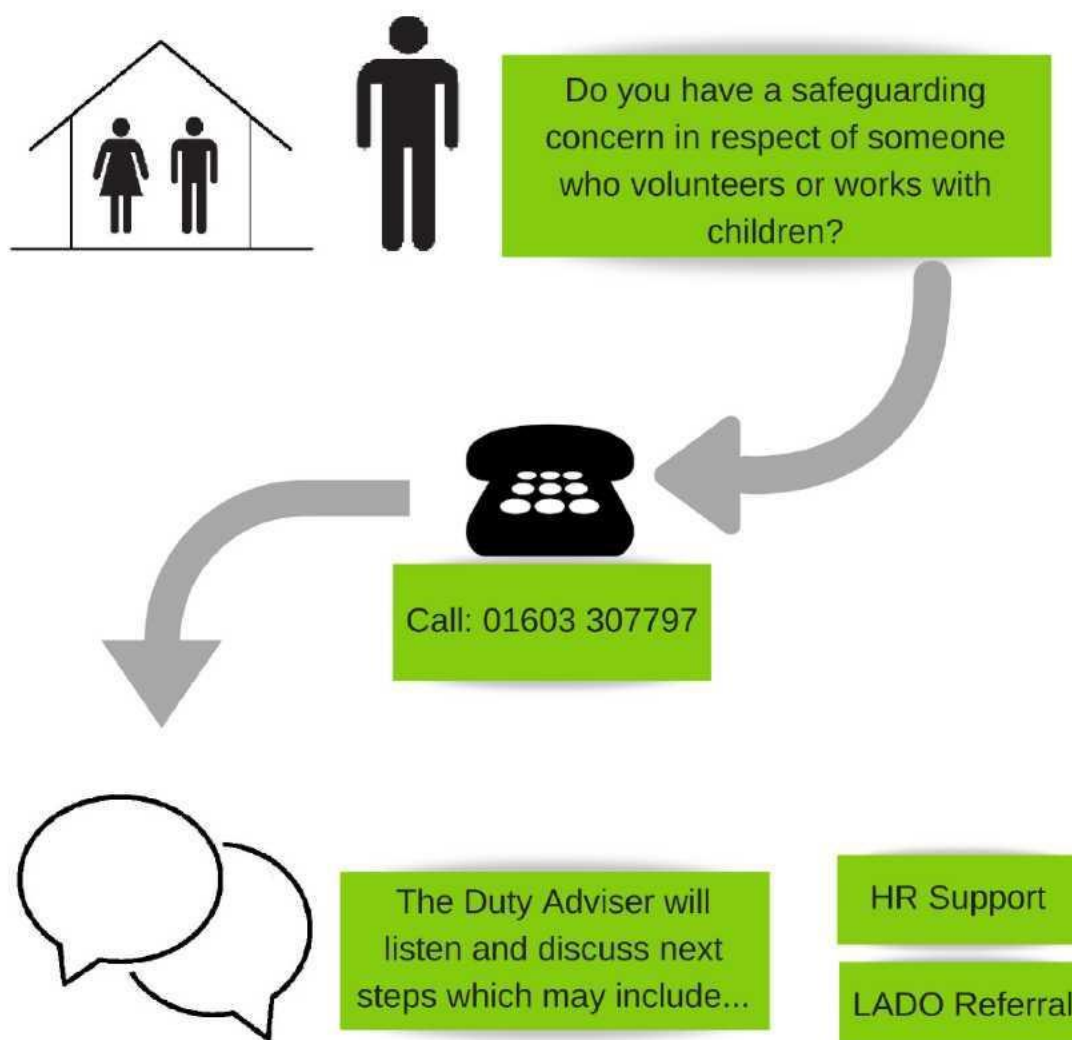 Do you have a safeguarding
concern in respect of someone
who volunteers or works with
children?
Call: 01603 307797
The Duty Adviser will
listen and discuss next
steps which may include...
HR Support
LADO Referral